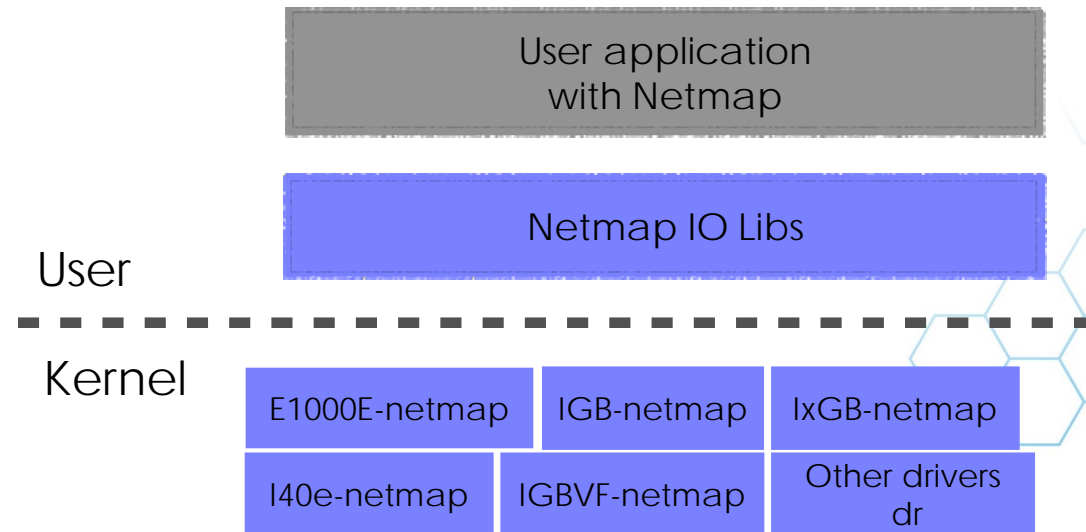 User application
with Netmap
Netmap IO Libs
User
Kernel
E1000E-netmap
IGB-netmap
IxGB-netmap
I40e-netmap
IGBVF-netmap
Other drivers
dr